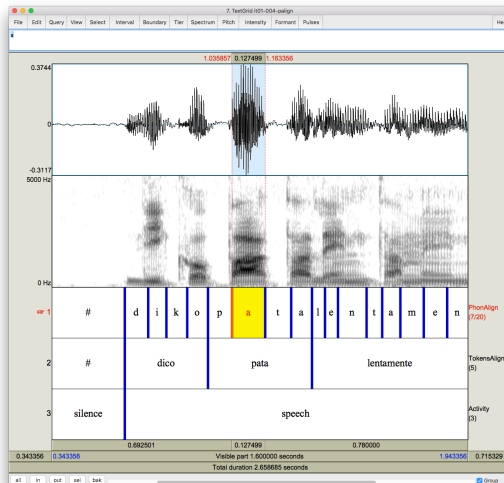 7. TextGrid it01-004-palign
File Edit Query View Select Interval Boundary Tier Spectrum Pitch Intensity Formant Pulses He
1.035857 0.127499 1.163356
0.3744
0
-0.3117
5000 Hz
0 Hz
1 # d i k o p a t a l e n t a m e n PhonAlign (7/20)
2 # dico pata lentamente TokensAlign (5)
3 silence speech Activity (3)
0.692501 0.127499 0.780000
0.343356 0.343356 Visible part 1.600000 seconds 1.943356 0.715329
Total duration 2.658685 seconds
all in out sel bak Group